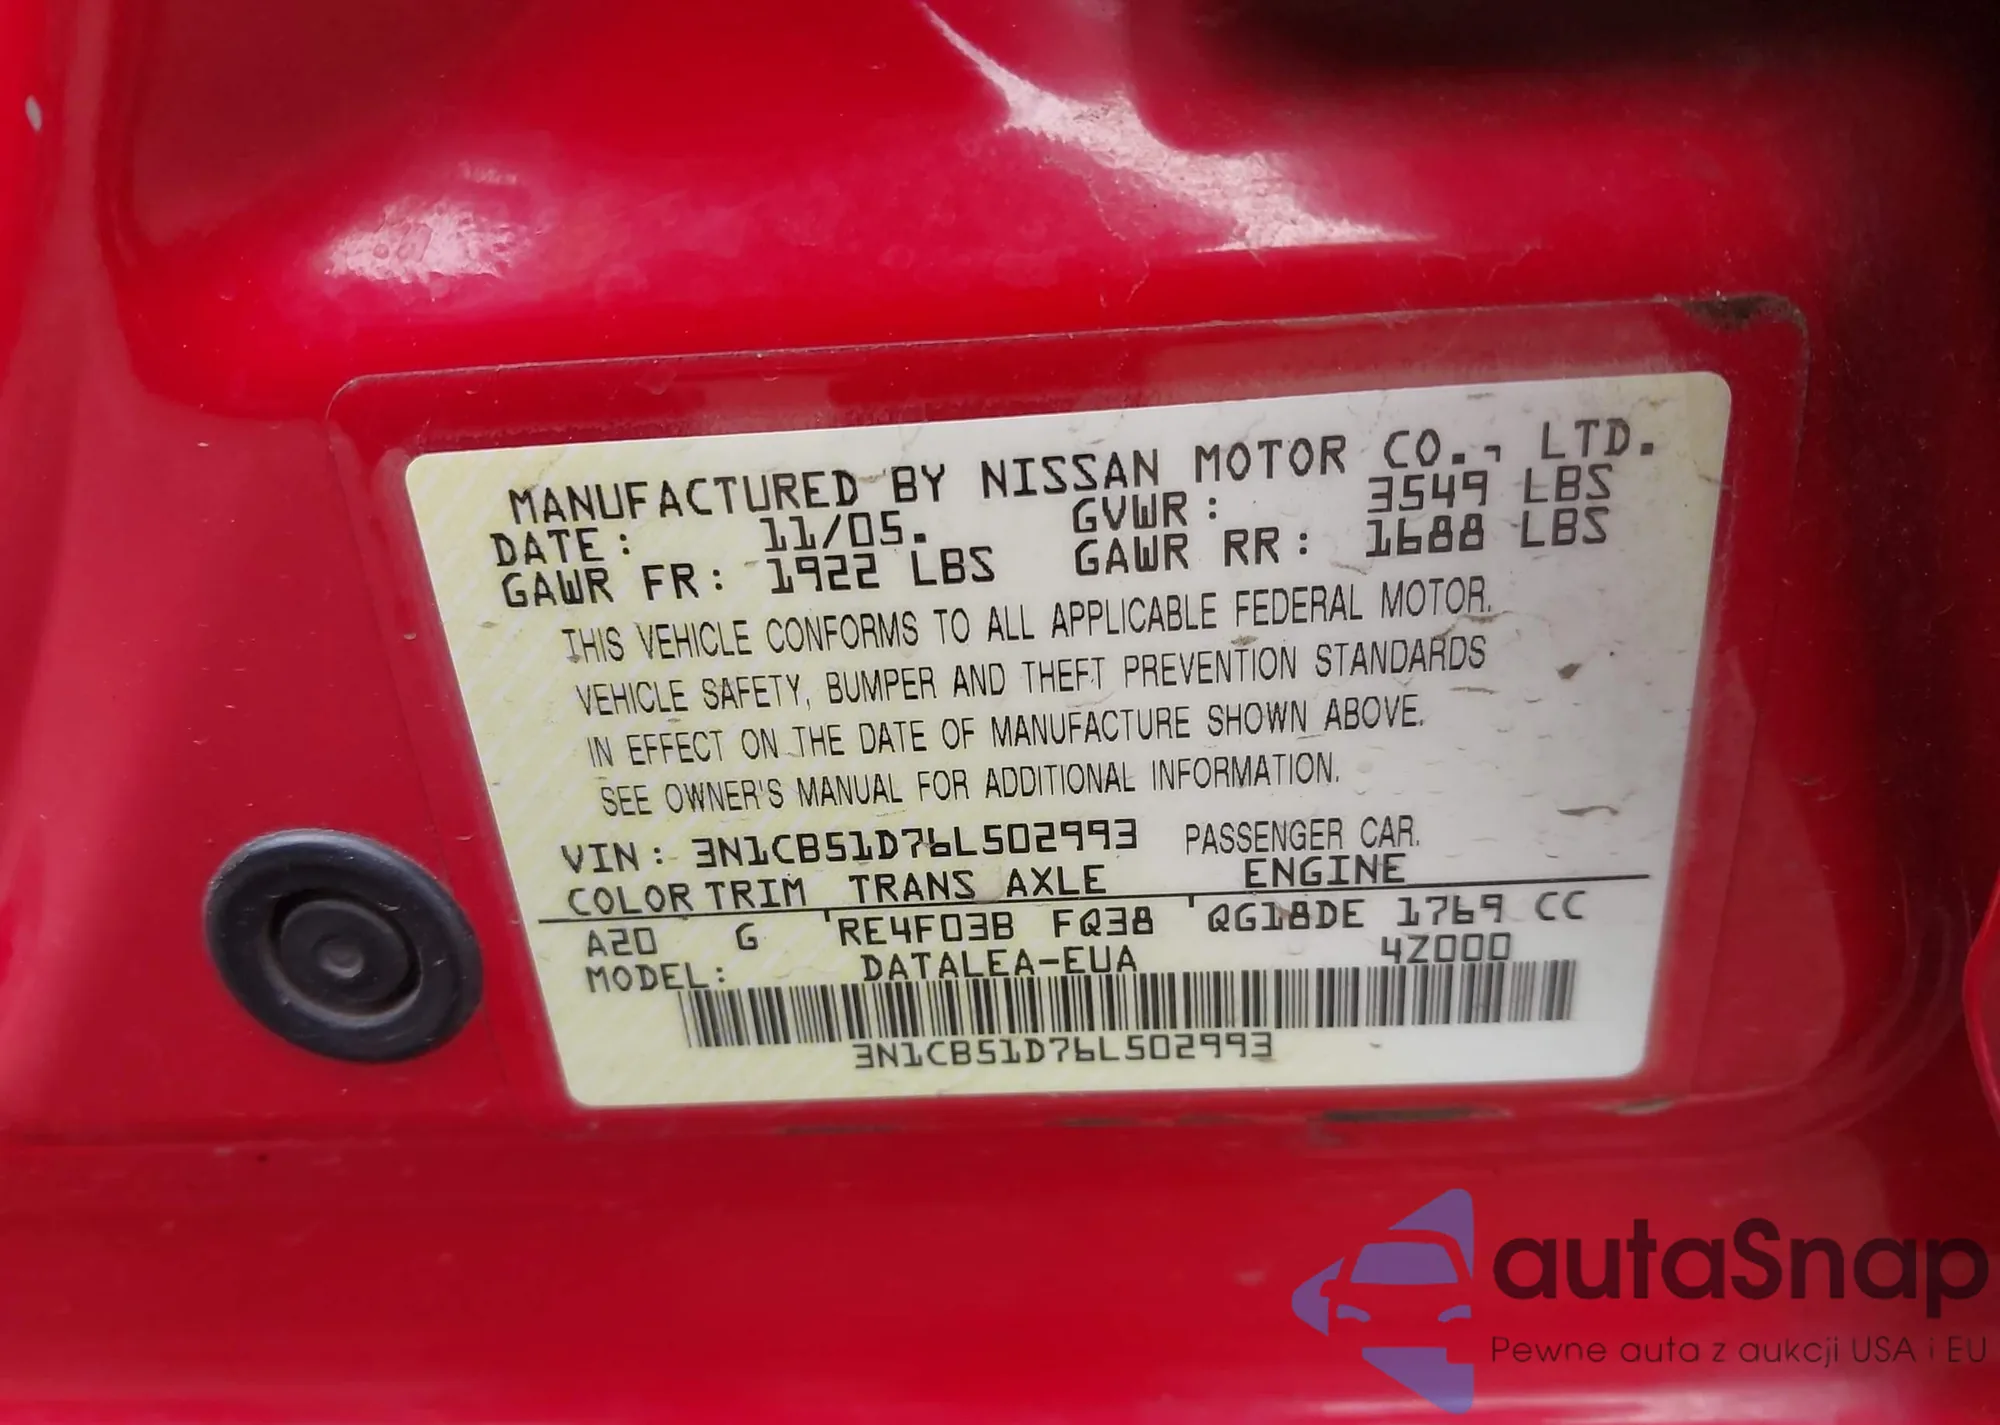 MANUFACTURED BY NISSAN MOTOR CO., LTD.
DATE: 11/05. GVWR: 3549 LBS
GAWR FR: 1922 LBS GAWR RR: 1688 LBS
THIS VEHICLE CONFORMS TO ALL APPLICABLE FEDERAL MOTOR.
VEHICLE SAFETY, BUMPER AND THEFT PREVENTION STANDARDS
IN EFFECT ON THE DATE OF MANUFACTURE SHOWN ABOVE.
SEE OWNER'S MANUAL FOR ADDITIONAL INFORMATION.
VIN: 3N1CB51D76L502993 PASSENGER CAR.
COLOR TRIM TRANS AXLE ENGINE
A20 G RE4F03B FQ38 QG18DE 1769 CC
MODEL: DATALEA-EUA 4Z000
3N1CB51D76L502993
autaSnap
Pewne auta z aukcji USA i EU